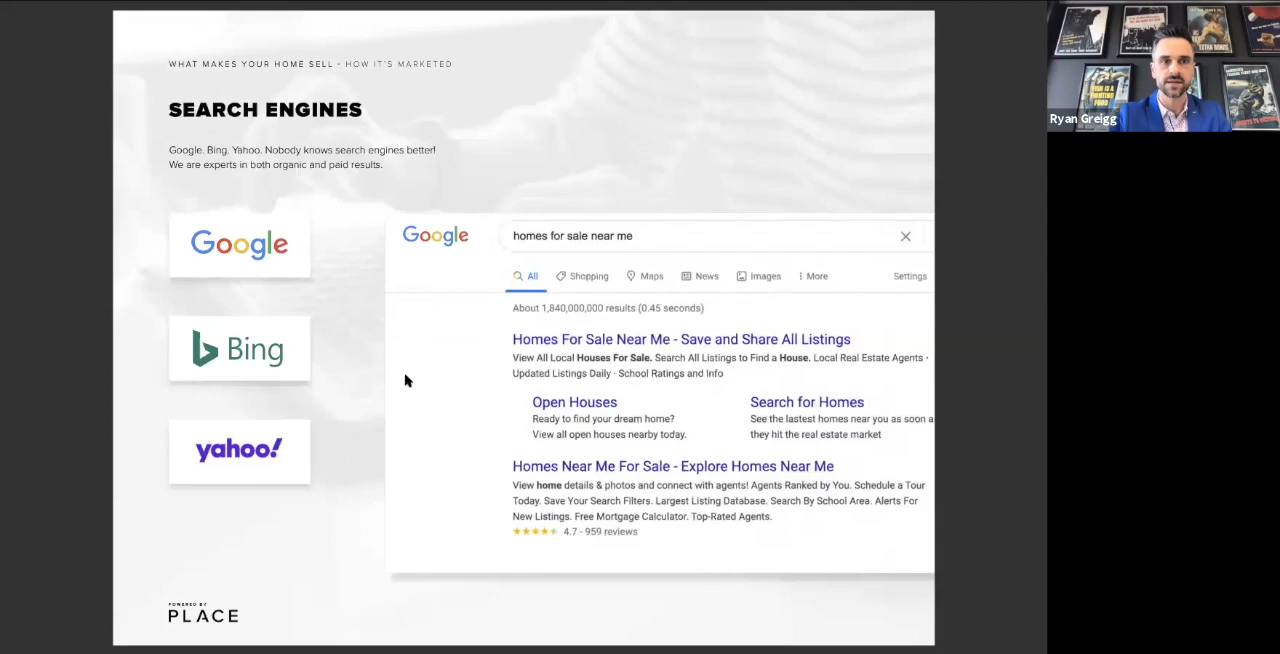 WHAT MAKES YOUR HOME SELL - HOW IT'S MARKETED
SEARCH ENGINES
Google. Bing. Yahoo. Nobody knows search engines better!
We are experts in both organic and paid results.
Google
Bing
yahoo!
Google
homes for sale near me
All Shopping Maps News Images More Settings
About 1,840,000,000 results (0.45 seconds)
Homes For Sale Near Me - Save and Share All Listings
View All Local Houses For Sale. Search All Listings to Find a House. Local Real Estate Agents ·
Updated Listings Daily · School Ratings and Info
Open Houses
Ready to find your dream home?
View all open houses nearby today.
Search for Homes
See the lastest homes near you as soon a
they hit the real estate market
Homes Near Me For Sale - Explore Homes Near Me
View home details & photos and connect with agents! Agents Ranked by You. Schedule a Tour
Today. Save Your Search Filters. Largest Listing Database. Search By School Area. Alerts For
New Listings. Free Mortgage Calculator. Top-Rated Agents.
4.7 - 959 reviews
POWERED BY
PLACE
Ryan Greigg